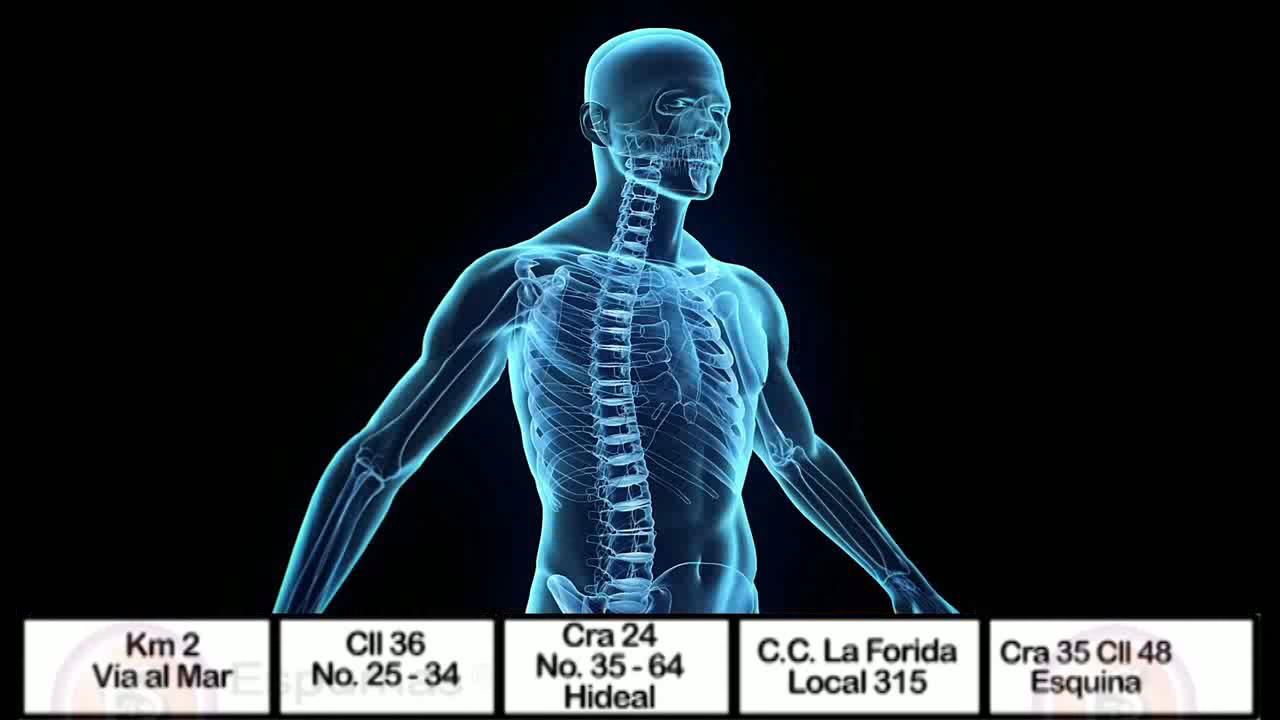 Km 2
Via al Mar
Cll 36
No. 25 - 34
Cra 24
No. 35 - 64
Hideal
C.C. La Forida
Local 315
Cra 35 Cll 48
Esquina
Espumas